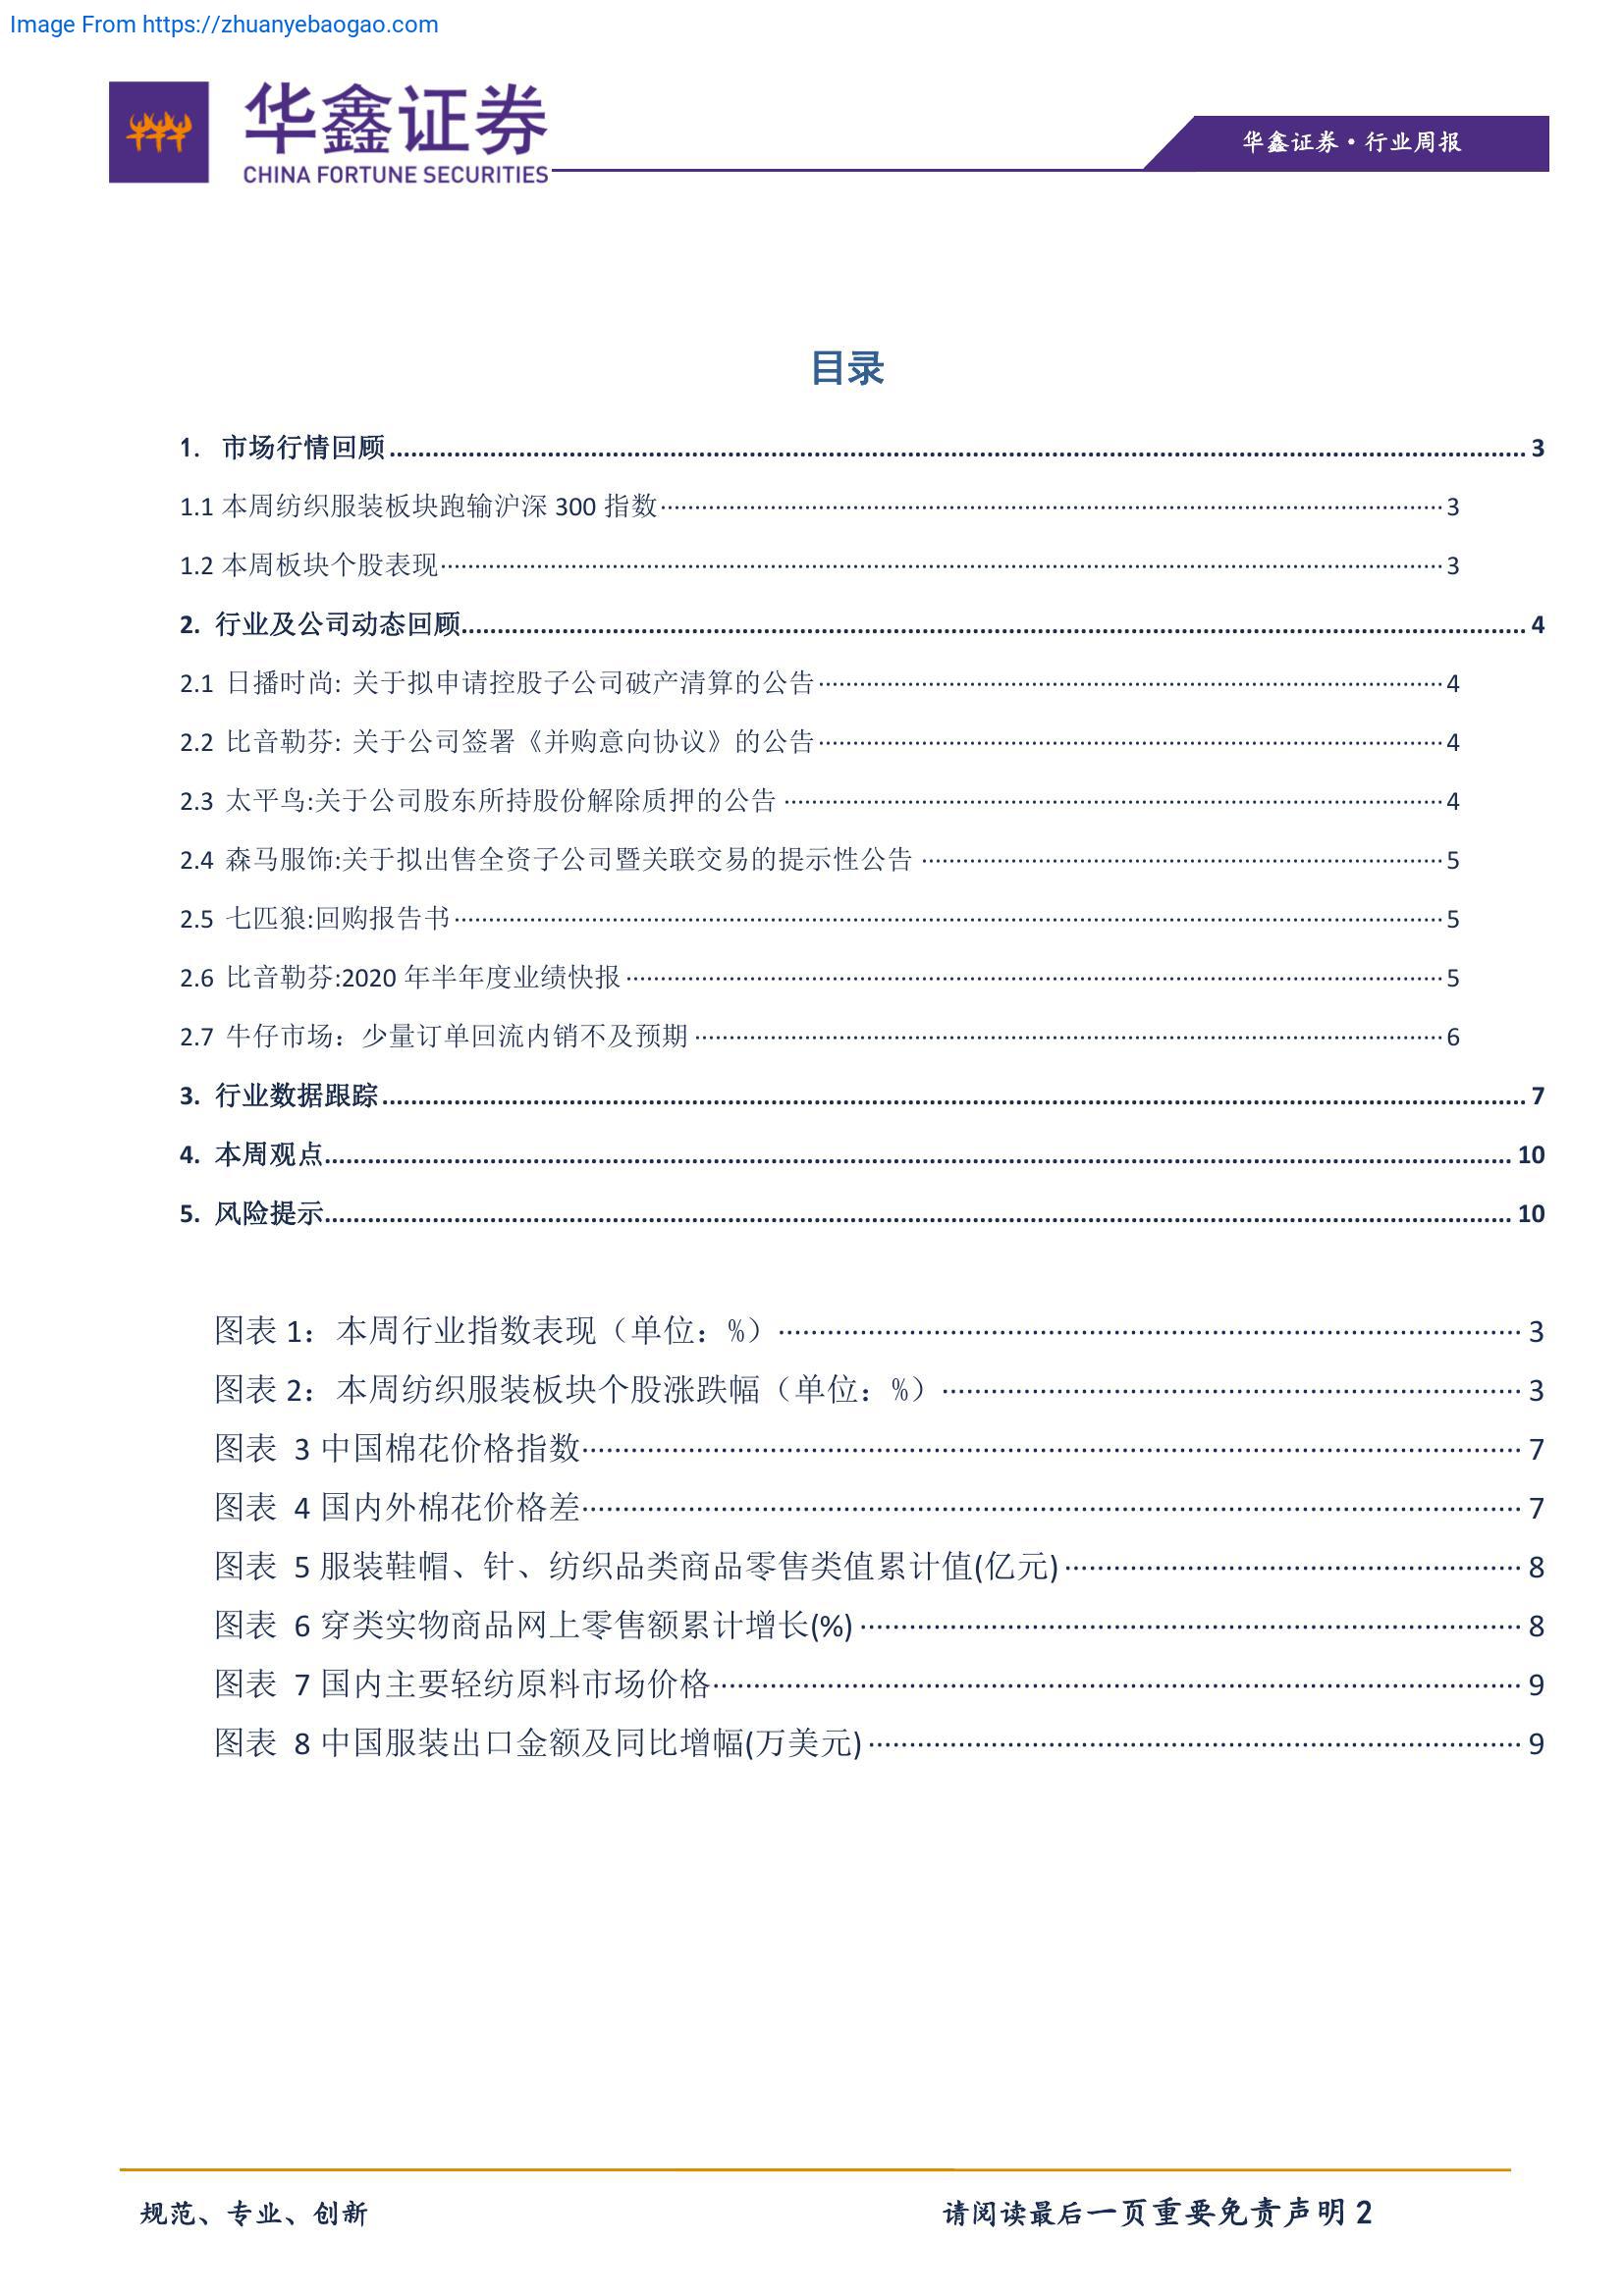 Image From https://zhuanyebaogao.com
华鑫证券
CHINA FORTUNE SECURITIES
华鑫证券·行业周报
目录
1. 市场行情回顾 3
1.1 本周纺织服装板块跑输沪深 300 指数 3
1.2 本周板块个股表现 3
2. 行业及公司动态回顾 4
2.1 日播时尚: 关于拟申请控股子公司破产清算的公告 4
2.2 比音勒芬: 关于公司签署《并购意向协议》的公告 4
2.3 太平鸟:关于公司股东所持股份解除质押的公告 4
2.4 森马服饰:关于拟出售全资子公司暨关联交易的提示性公告 5
2.5 七匹狼:回购报告书 5
2.6 比音勒芬:2020 年半年度业绩快报 5
2.7 牛仔市场：少量订单回流内销不及预期 6
3. 行业数据跟踪 7
4. 本周观点 10
5. 风险提示 10
图表 1：本周行业指数表现（单位：%） 3
图表 2：本周纺织服装板块个股涨跌幅（单位：%） 3
图表 3 中国棉花价格指数 7
图表 4 国内外棉花价格差 7
图表 5 服装鞋帽、针、纺织品类商品零售类值累计值(亿元) 8
图表 6 穿类实物商品网上零售额累计增长(%) 8
图表 7 国内主要轻纺原料市场价格 9
图表 8 中国服装出口金额及同比增幅(万美元) 9
规范、专业、创新
请阅读最后一页重要免责声明 2